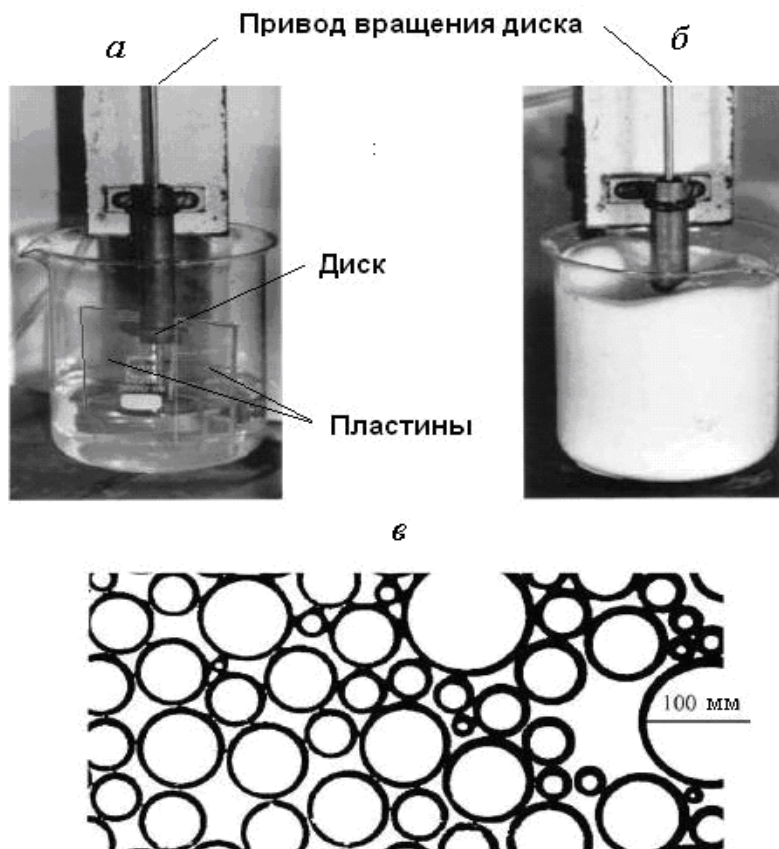 Привод вращения диска
а
б
:
Диск
Пластины
в
100 мм